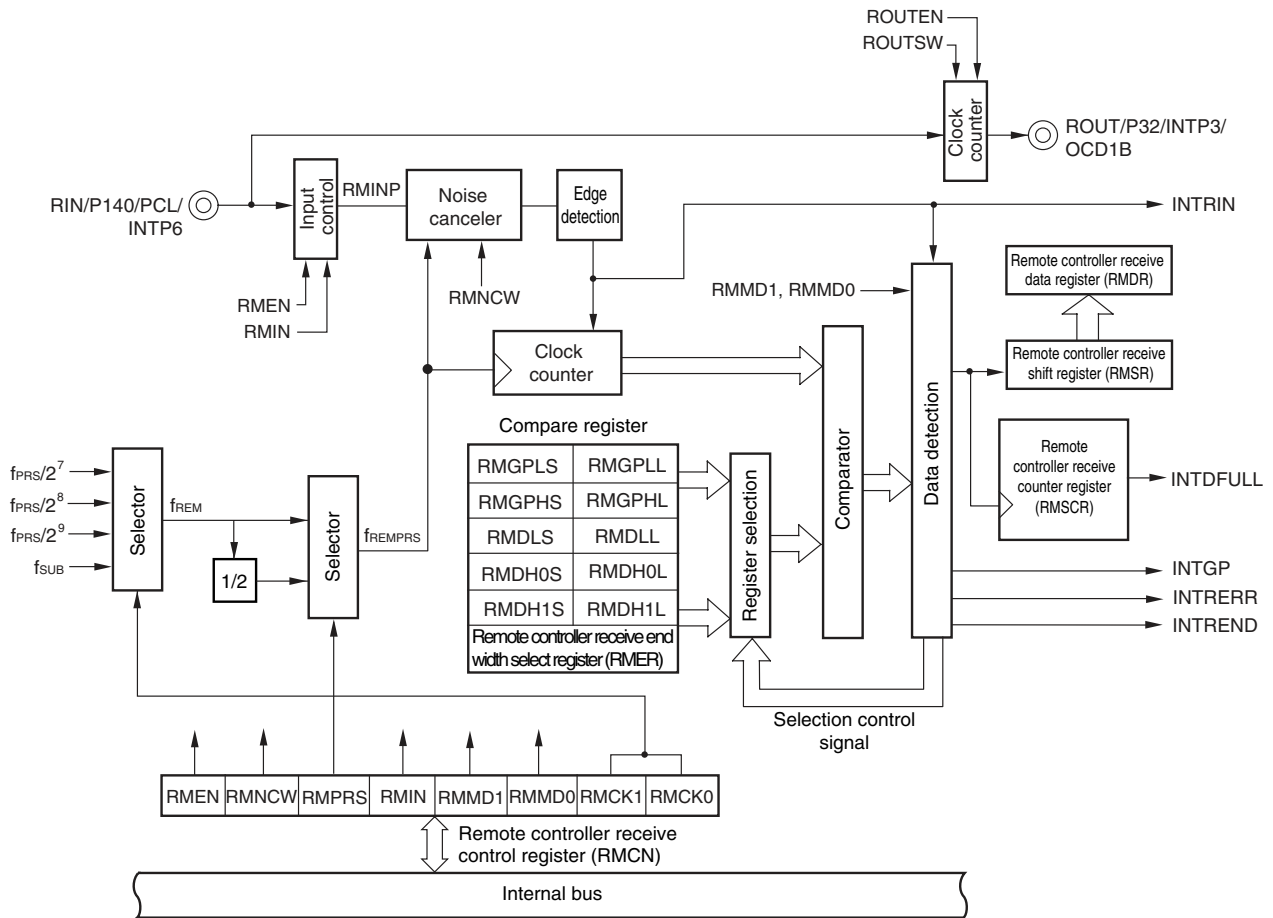 ROUTEN
ROUTSW
Clock
counter
ROUT/P32/INTP3/
OCD1B
RIN/P140/PCL/
INTP6
Input
control
RMINP
Noise
canceler
Edge
detection
INTRIN
RMEN
RMIN
RMNCW
RMMD1, RMMD0
Remote controller receive
data register (RMDR)
Clock
counter
Remote controller receive
shift register (RMSR)
Compare register
RMGPLS RMGPLL
RMGPHS RMGPHL
RMDLS RMDLL
RMDH0S RMDH0L
RMDH1S RMDH1L
Remote controller receive end
width select register (RMER)
Register selection
Comparator
Data detection
Remote
controller receive
counter register
(RMSCR)
INTDFULL
fPRS/2^7
fPRS/2^8
fPRS/2^9
fSUB
Selector
fREM
1/2
Selector
fREMPRS
INTGP
INTRERR
INTREND
Selection control
signal
RMEN RMNCW RMPRS RMIN RMMD1 RMMD0 RMCK1 RMCK0
Remote controller receive
control register (RMCN)
Internal bus